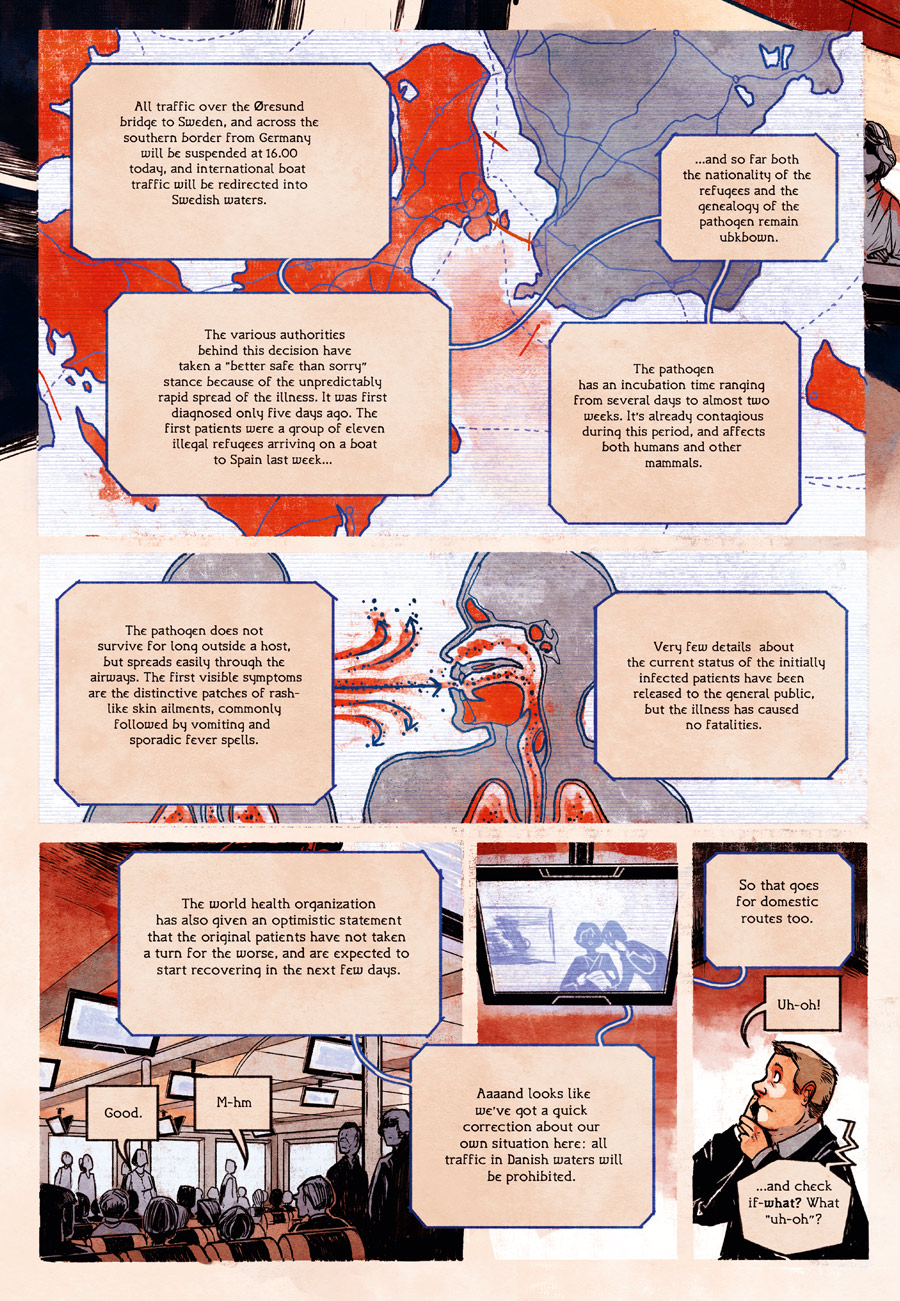 All traffic over the Øresund
bridge to Sweden, and across the
southern border from Germany
will be suspended at 16.00
today, and international boat
traffic will be redirected into
Swedish waters.
The various authorities
behind this decision have
taken a "better safe than sorry"
stance because of the unpredictably
rapid spread of the illness. It was first
diagnosed only five days ago. The
first patients were a group of eleven
illegal refugees arriving on a boat
to Spain last week...
...and so far both
the nationality of the
refugees and the
genealogy of the
pathogen remain
ubkbown.
The pathogen
has an incubation time ranging
from several days to almost two
weeks. It's already contagious
during this period, and affects
both humans and other
mammals.
The pathogen does not
survive for long outside a host,
but spreads easily through the
airways. The first visible symptoms
are the distinctive patches of rash-
like skin ailments, commonly
followed by vomiting and
sporadic fever spells.
Very few details about
the current status of the initially
infected patients have been
released to the general public,
but the illness has caused
no fatalities.
The world health organization
has also given an optimistic statement
that the original patients have not taken
a turn for the worse, and are expected to
start recovering in the next few days.
Good.
M-hm
Aaaand looks like
we've got a quick
correction about our
own situation here: all
traffic in Danish waters will
be prohibited.
So that goes
for domestic
routes too.
Uh-oh!
...and check
if-what? What
"uh-oh"?